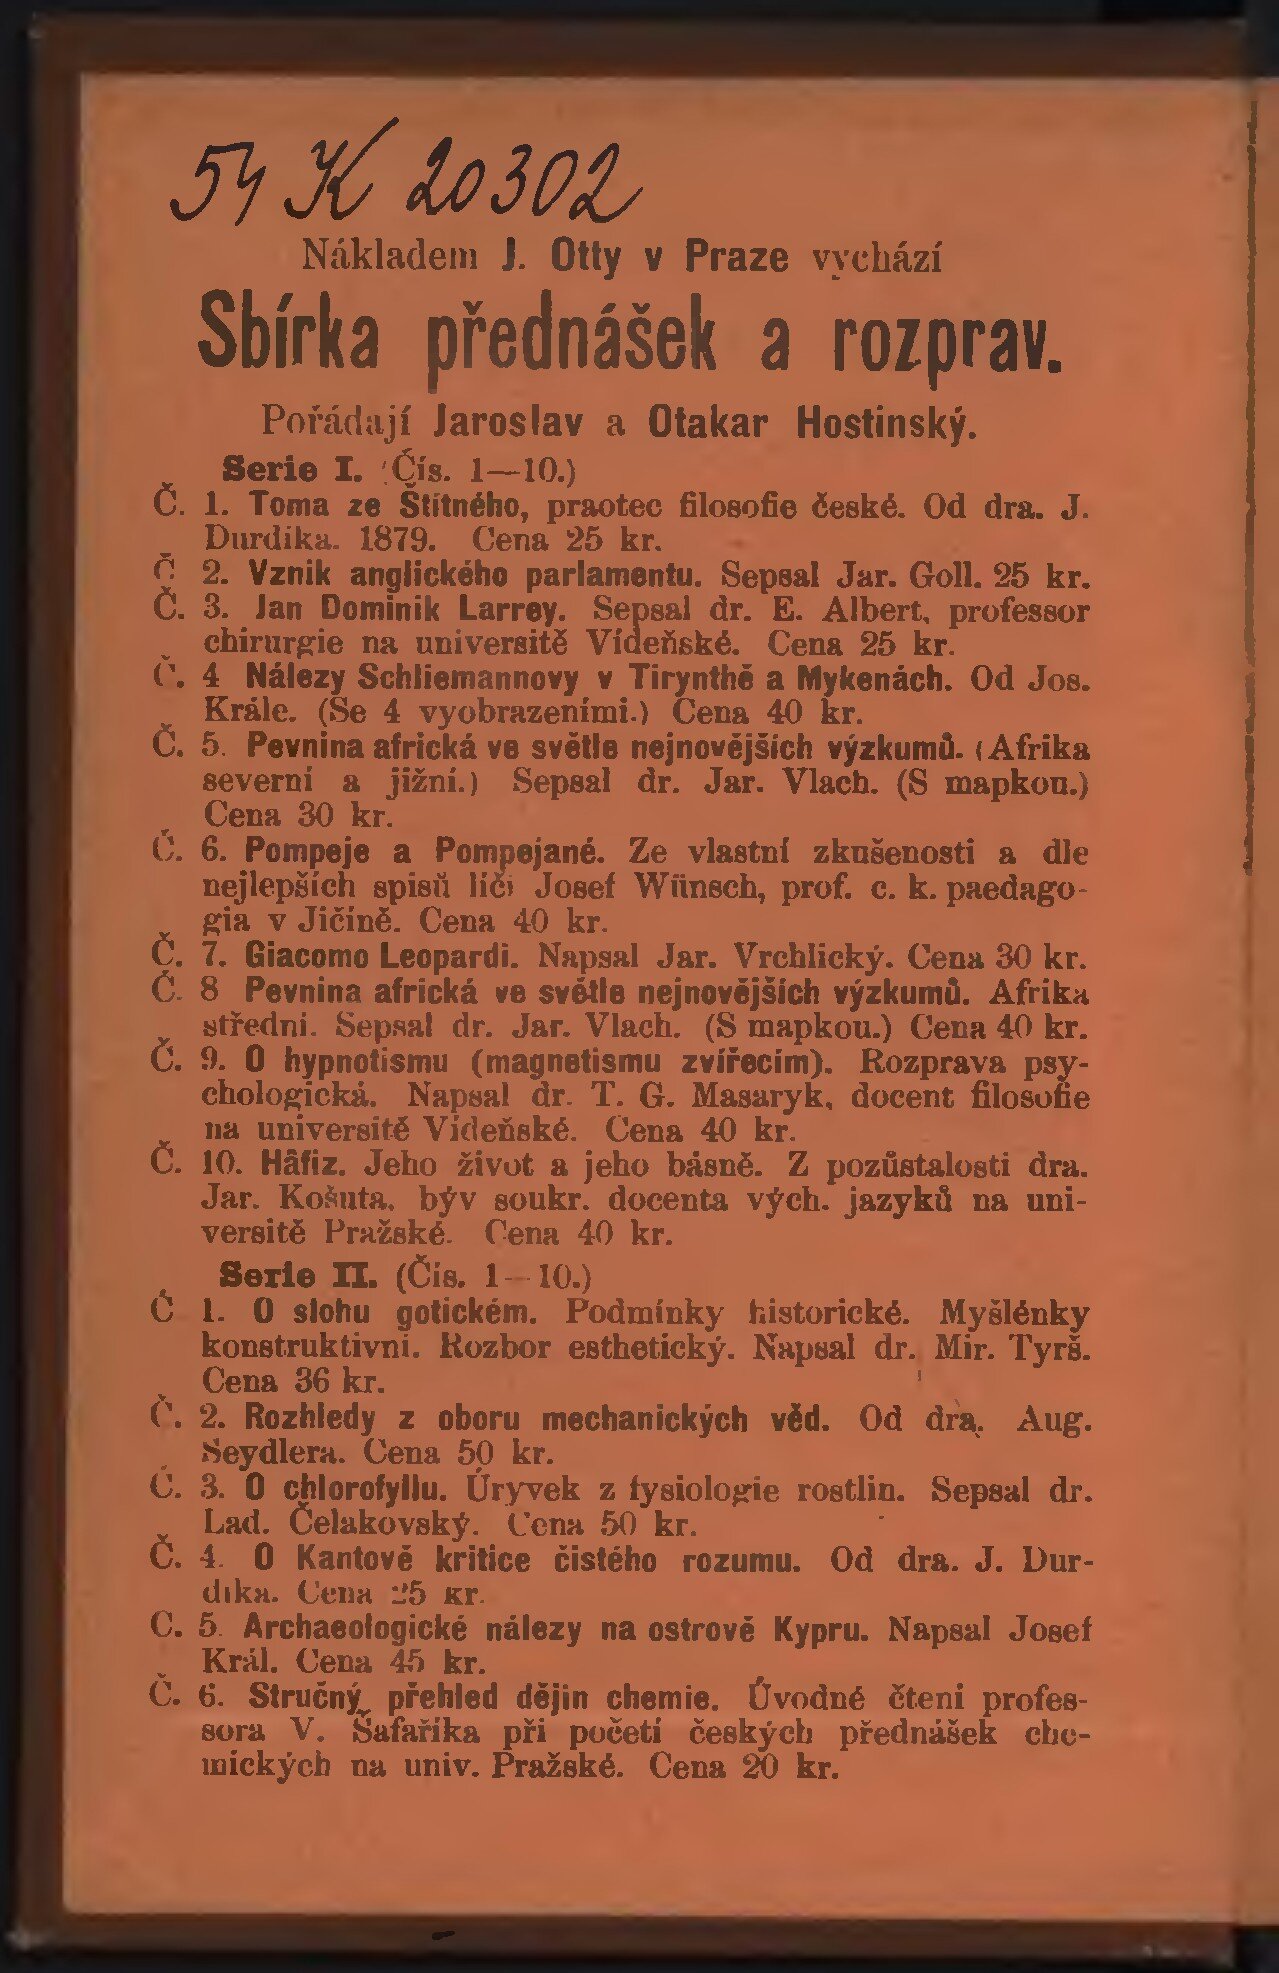 54 K 20302
Nákladem J. Otty v Praze vychází
Sbírka přednášek a rozprav.
Pořádají Jaroslav a Otakar Hostinský.
Serie I. (Čís. 1—10.)
Č. 1. Toma ze Štítného, praotec filosofie české. Od dra. J.
Durdíka. 1879. Cena 25 kr.
Č 2. Vznik anglického parlamentu. Sepsal Jar. Goll. 25 kr.
Č. 3. Jan Dominik Larrey. Sepsal dr. E. Albert, professor
chirurgie na universitě Vídeňské. Cena 25 kr.
Č. 4 Nálezy Schliemannovy v Tirynthě a Mykenách. Od Jos.
Krále. (Se 4 vyobrazeními.) Cena 40 kr.
Č. 5. Pevnina africká ve světle nejnovějších výzkumů. (Afrika
severní a jižní.) Sepsal dr. Jar. Vlach. (S mapkou.)
Cena 30 kr.
Č. 6. Pompeje a Pompejané. Ze vlastní zkušenosti a dle
nejlepších spisů líčí Josef Wünsch, prof. c. k. paedago-
gia v Jičíně. Cena 40 kr.
Č. 7. Giacomo Leopardi. Napsal Jar. Vrchlický. Cena 30 kr.
Č. 8 Pevnina africká ve světle nejnovějších výzkumů. Afrika
střední. Sepsal dr. Jar. Vlach. (S mapkou.) Cena 40 kr.
Č. 9. O hypnotismu (magnetismu zvířecím). Rozprava psy-
chologická. Napsal dr. T. G. Masaryk, docent filosofie
na universitě Vídeňské. Cena 40 kr.
Č. 10. Hâfiz. Jeho život a jeho básně. Z pozůstalosti dra.
Jar. Košuta, býv soukr. docenta vých. jazyků na uni-
versitě Pražské. Cena 40 kr.
Serie II. (Čís. 1—10.)
Č 1. O slohu gotickém. Podmínky historické. Myšlénky
konstruktivní. Rozbor esthetický. Napsal dr. Mir. Tyrš.
Cena 36 kr.
Č. 2. Rozhledy z oboru mechanických věd. Od dra. Aug.
Seydlera. Cena 50 kr.
Č. 3. O chlorofyllu. Úryvek z fysiologie rostlin. Sepsal dr.
Lad. Čelakovský. Cena 50 kr.
Č. 4. O Kantově kritice čistého rozumu. Od dra. J. Dur-
díka. Cena 25 kr.
Č. 5. Archaeologické nálezy na ostrově Kypru. Napsal Josef
Král. Cena 45 kr.
Č. 6. Stručný přehled dějin chemie. Úvodné čtení profes-
sora V. Šafaříka při početí českých přednášek che-
mických na univ. Pražské. Cena 20 kr.